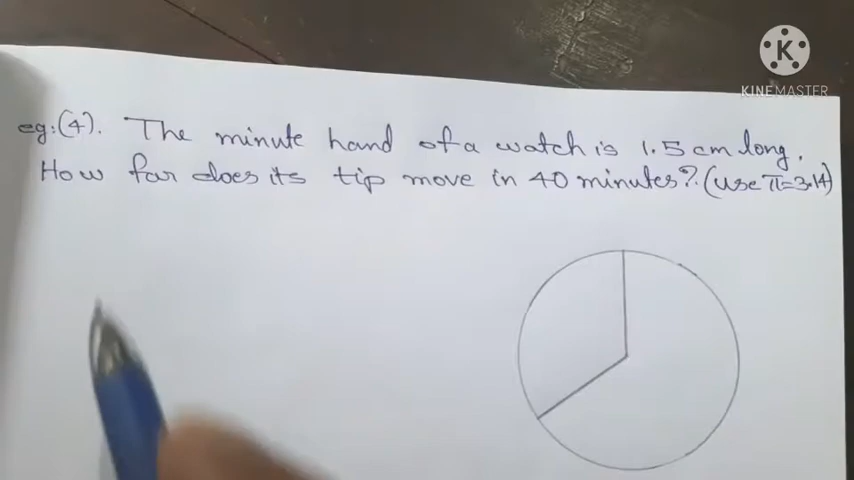 K
KINEMASTER
eg:(4). The minute hand of a watch is 1.5 cm long.
How far does its tip move in 40 minutes? (use π=3.14)